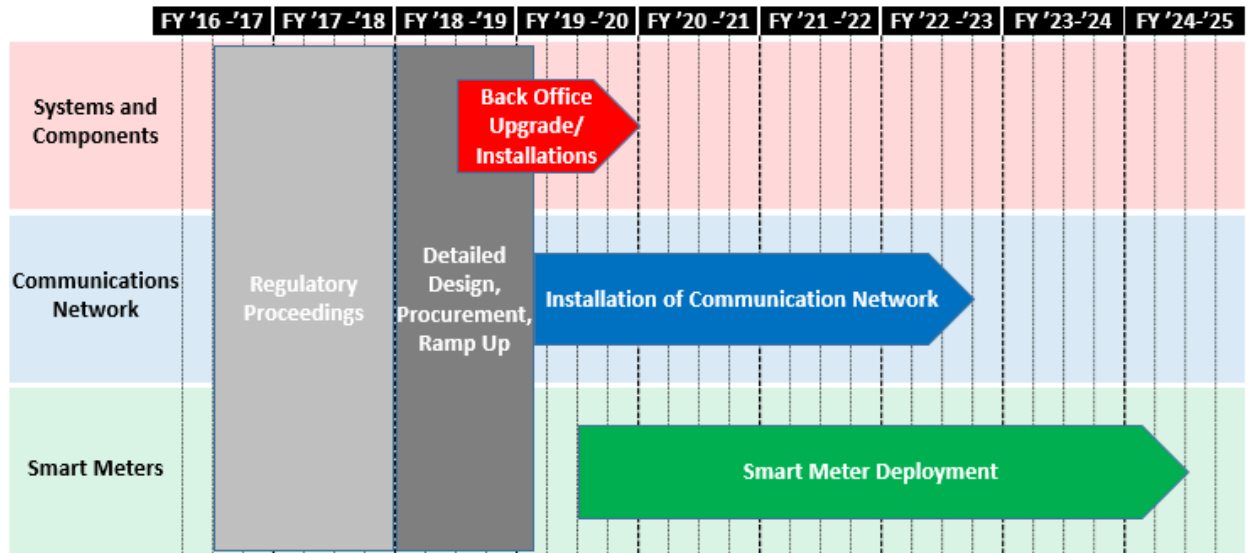 FY ’16 -’17 FY ’17 -’18 FY ’18 -’19 FY ’19 -’20 FY ’20 -’21 FY ’21 -’22 FY ’22 -’23 FY ’23-’24 FY ’24-’25
Systems and
Components
Back Office
Upgrade/
Installations
Communications
Network
Regulatory
Proceedings
Detailed
Design,
Procurement,
Ramp Up
Installation of Communication Network
Smart Meters
Smart Meter Deployment